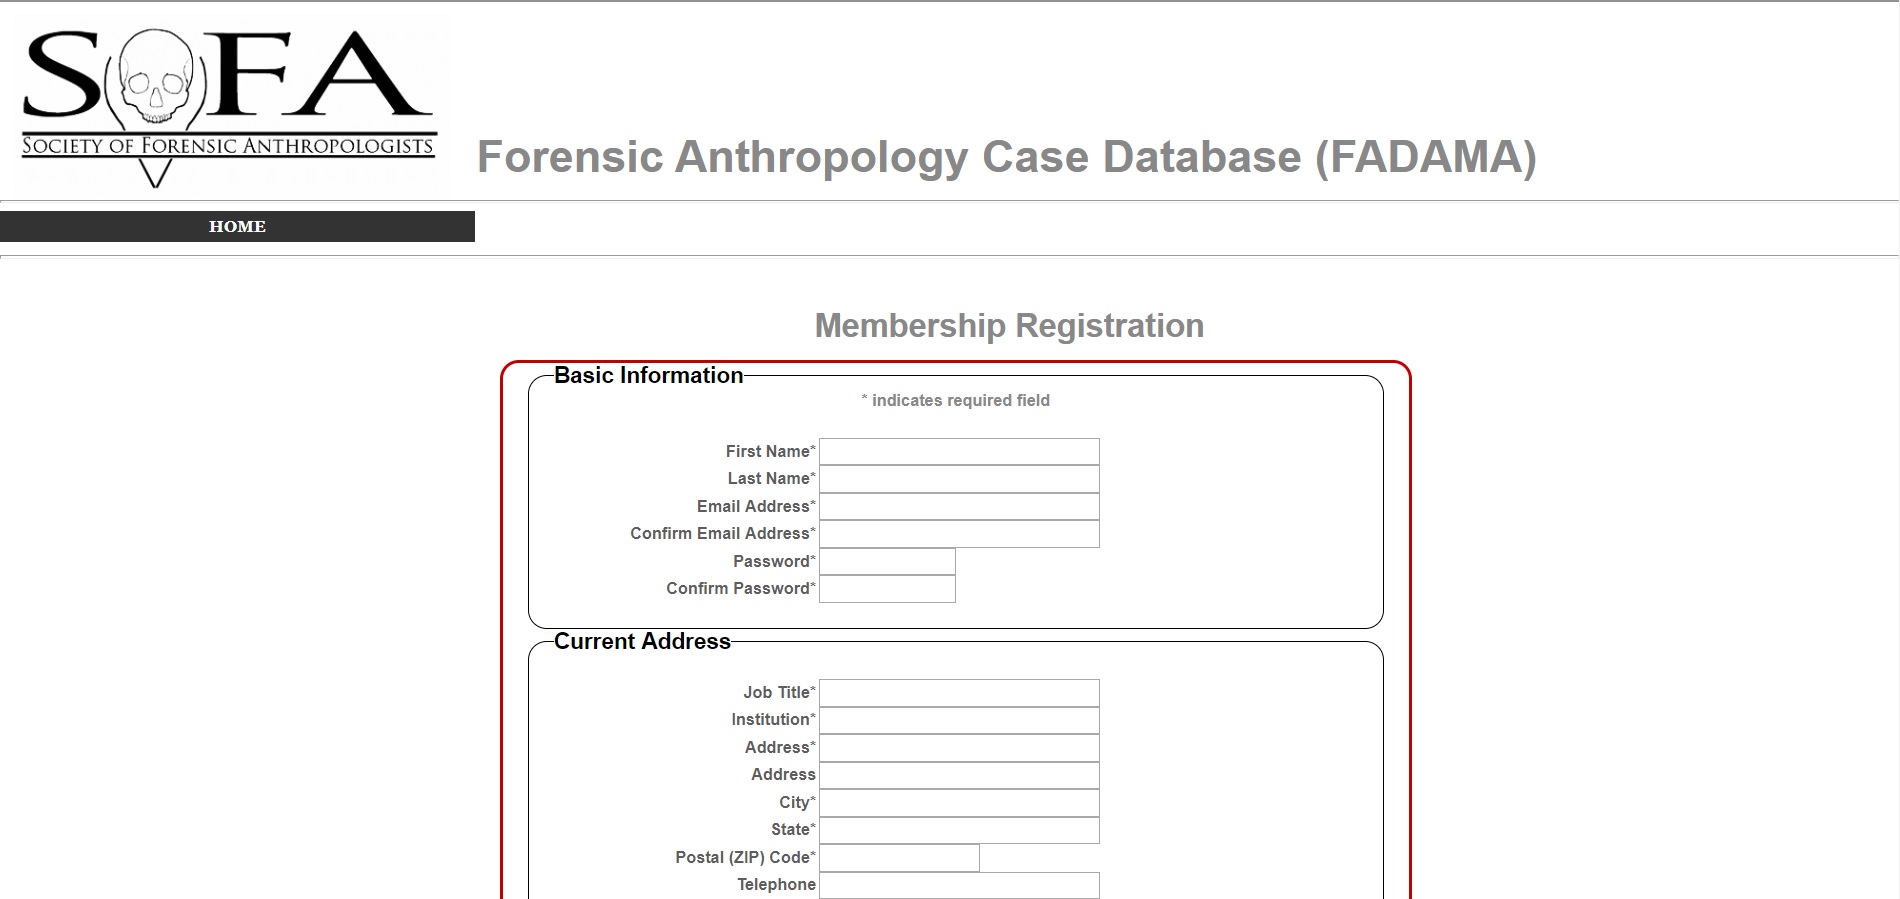 SOFA
SOCIETY OF FORENSIC ANTHROPOLOGISTS
Forensic Anthropology Case Database (FADAMA)
HOME
Membership Registration
Basic Information
* indicates required field
First Name*
Last Name*
Email Address*
Confirm Email Address*
Password*
Confirm Password*
Current Address
Job Title*
Institution*
Address*
Address
City*
State*
Postal (ZIP) Code*
Telephone